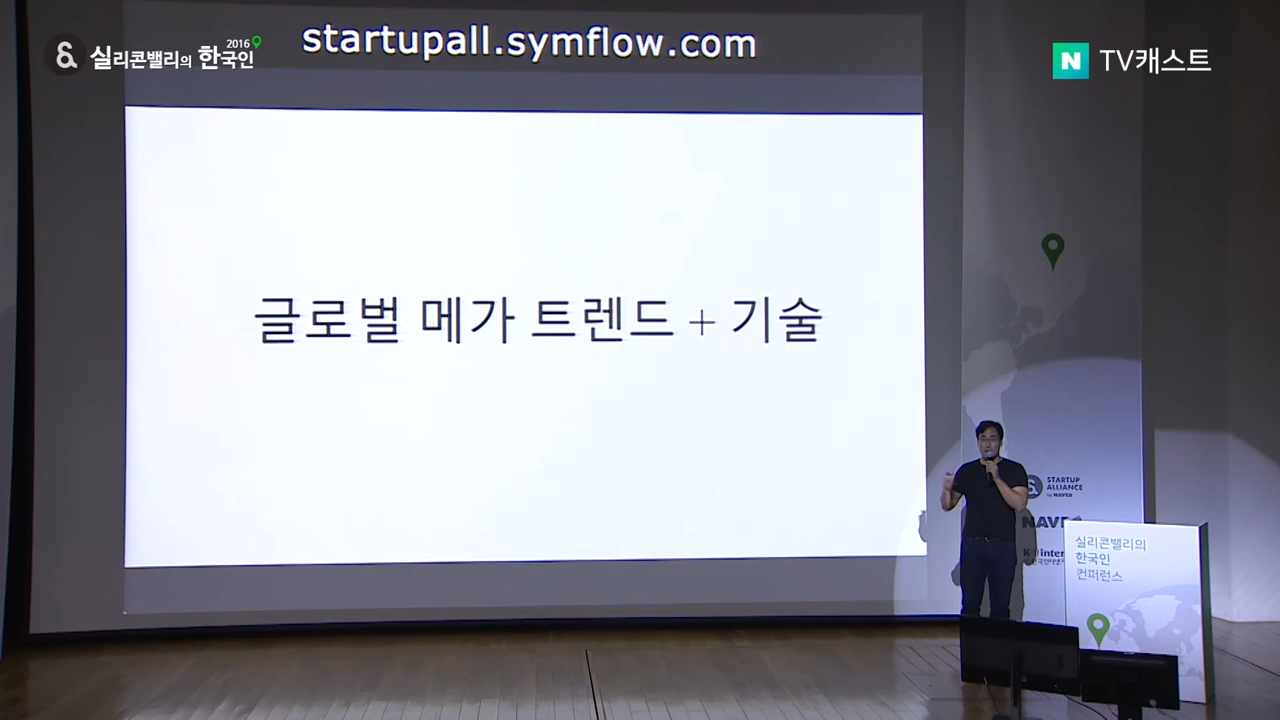 2016
실리콘밸리의 한국인
startupall.symflow.com
TV캐스트
글로벌 메가 트렌드 + 기술
STARTUP
ALLIANCE
by NAVER
실리콘밸리의
한국인
컨퍼런스